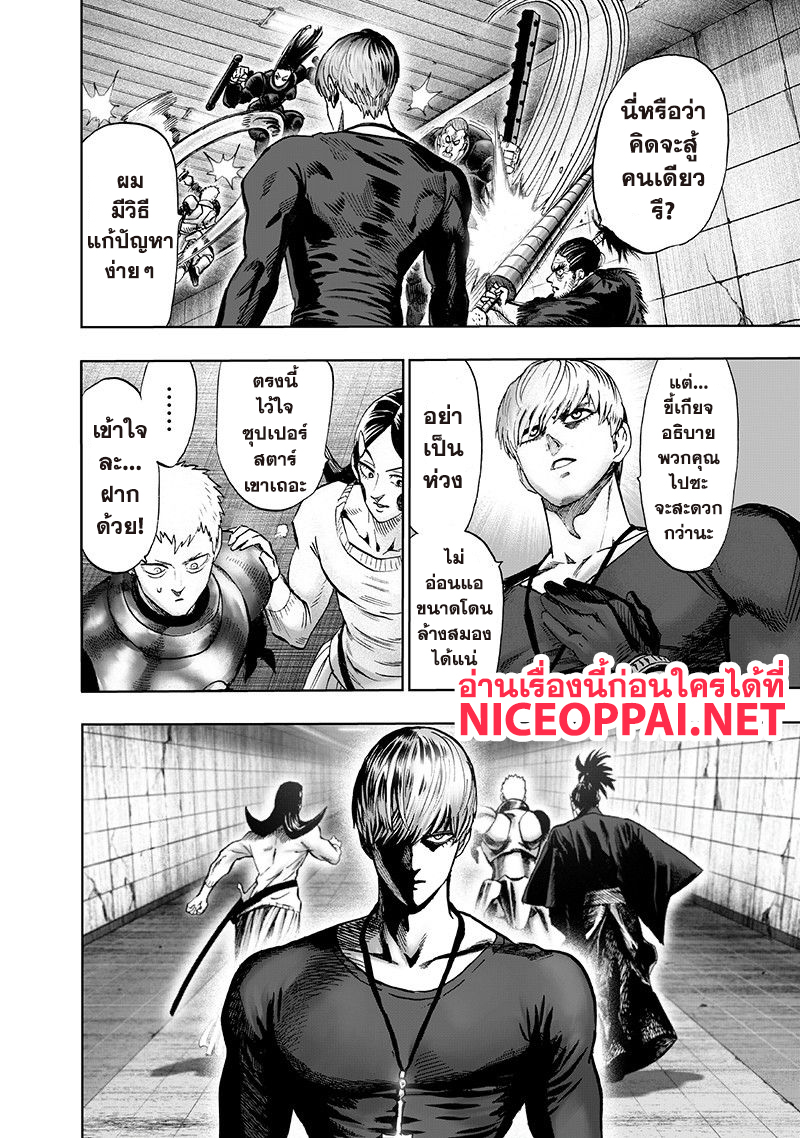 นี่หรือว่า
คิดจะสู้
คนเดียว
รึ?
ผม
มีวิธี
แก้ปัญหา
ง่ายๆ
แต่...
ขี้เกียจ
อธิบาย
พวกคุณ
ไปซะ
จะสะดวก
กว่านะ
อย่า
เป็น
ห่วง
ไม่
อ่อนแอ
ขนาดโดน
ล้างสมอง
ได้แน่
ตรงนี้
ไว้ใจ
ซุปเปอร์
สตาร์
เขาเถอะ
......
เข้าใจ
ละ...
ฝาก
ด้วย!
อ่านเรื่องนี้ก่อนใครได้ที่
NICEOPPAI.NET